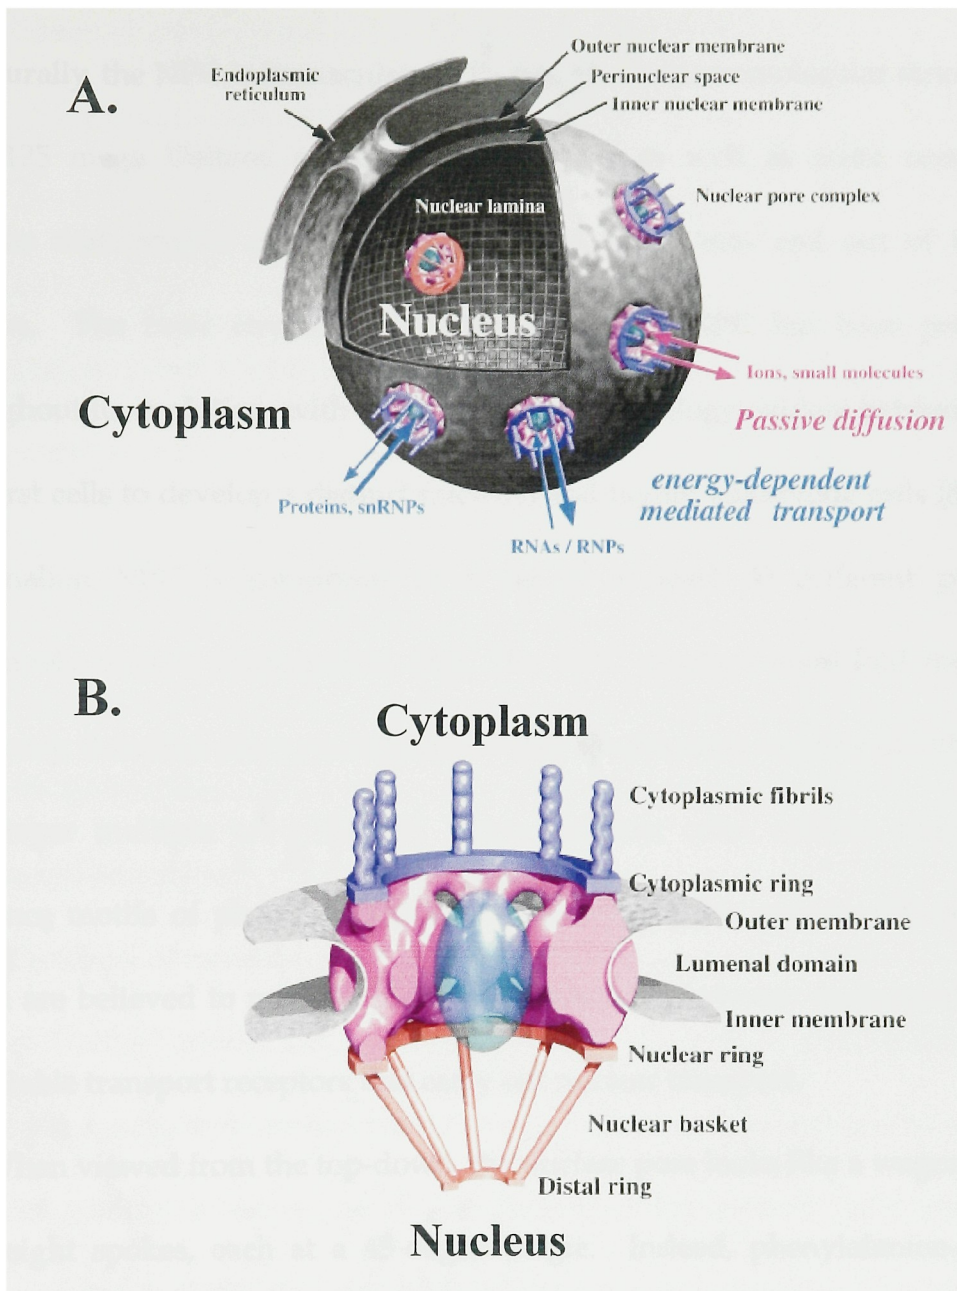 A.
Endoplasmic
reticulum
Outer nuclear membrane
Perinuclear space
Inner nuclear membrane
Nuclear pore complex
Nuclear lamina
Nucleus
Cytoplasm
Ions, small molecules
Passive diffusion
energy-dependent
mediated transport
Proteins, snRNPs
RNAs / RNPs
B.
Cytoplasm
Cytoplasmic fibrils
Cytoplasmic ring
Outer membrane
Lumenal domain
Inner membrane
Nuclear ring
Nuclear basket
Distal ring
Nucleus